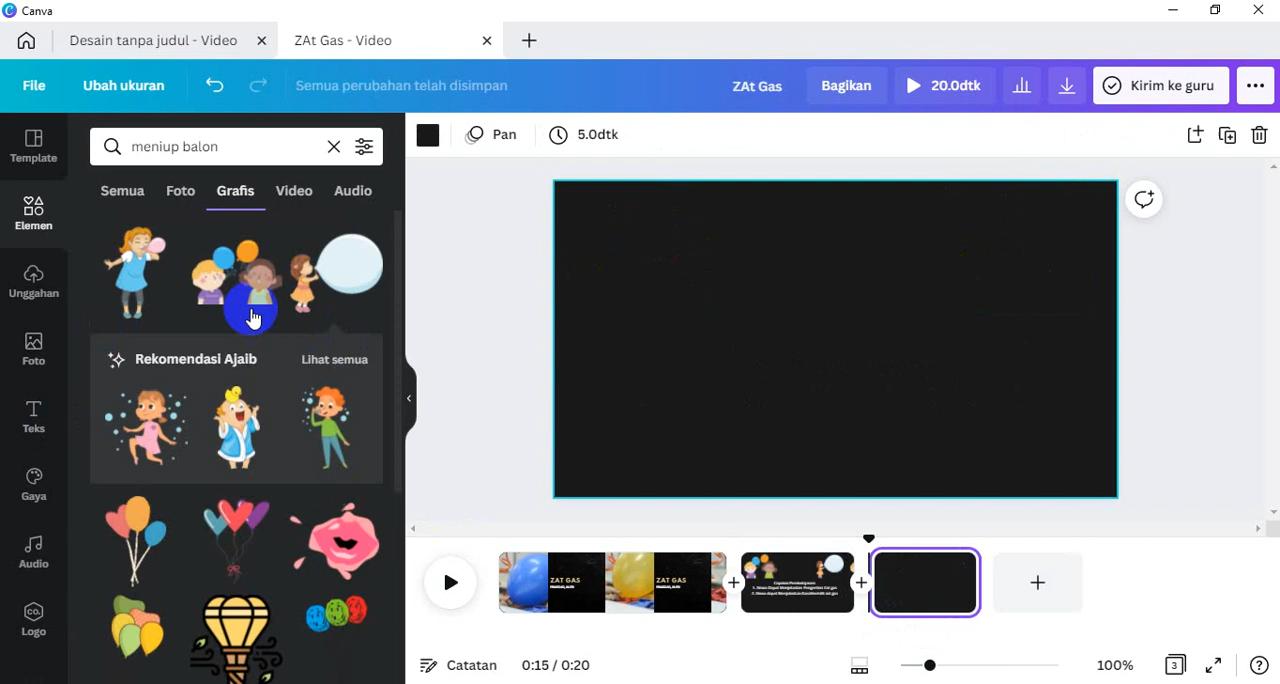 Canva
Desain tanpa judul - Video
ZAt Gas - Video
File
Ubah ukuran
Semua perubahan telah disimpan
ZAt Gas
Bagikan
20.0dtk
Kirim ke guru
Template
Elemen
Unggahan
Foto
Teks
Gaya
Audio
Logo
meniup balon
Semua
Foto
Grafis
Video
Audio
Rekomendasi Ajaib
Lihat semua
Pan
5.0dtk
ZAT GAS
ZAT GAS
Capaian Pembelajaran
Catatan
0:15 / 0:20
100%
3